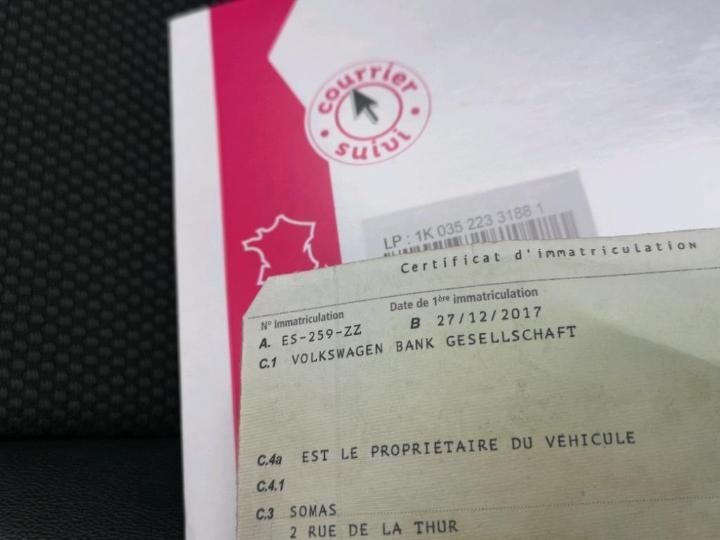 courrier
suivi
LP : 1K 035 223 3188 1
Certificat d'immatriculation
N° Immatriculation Date de 1ère immatriculation
A. ES-259-ZZ B 27/12/2017
C.1 VOLKSWAGEN BANK GESELLSCHAFT
C.4a EST LE PROPRIÉTAIRE DU VÉHICULE
C.4.1
C.3 SOMAS
2 RUE DE LA THUR